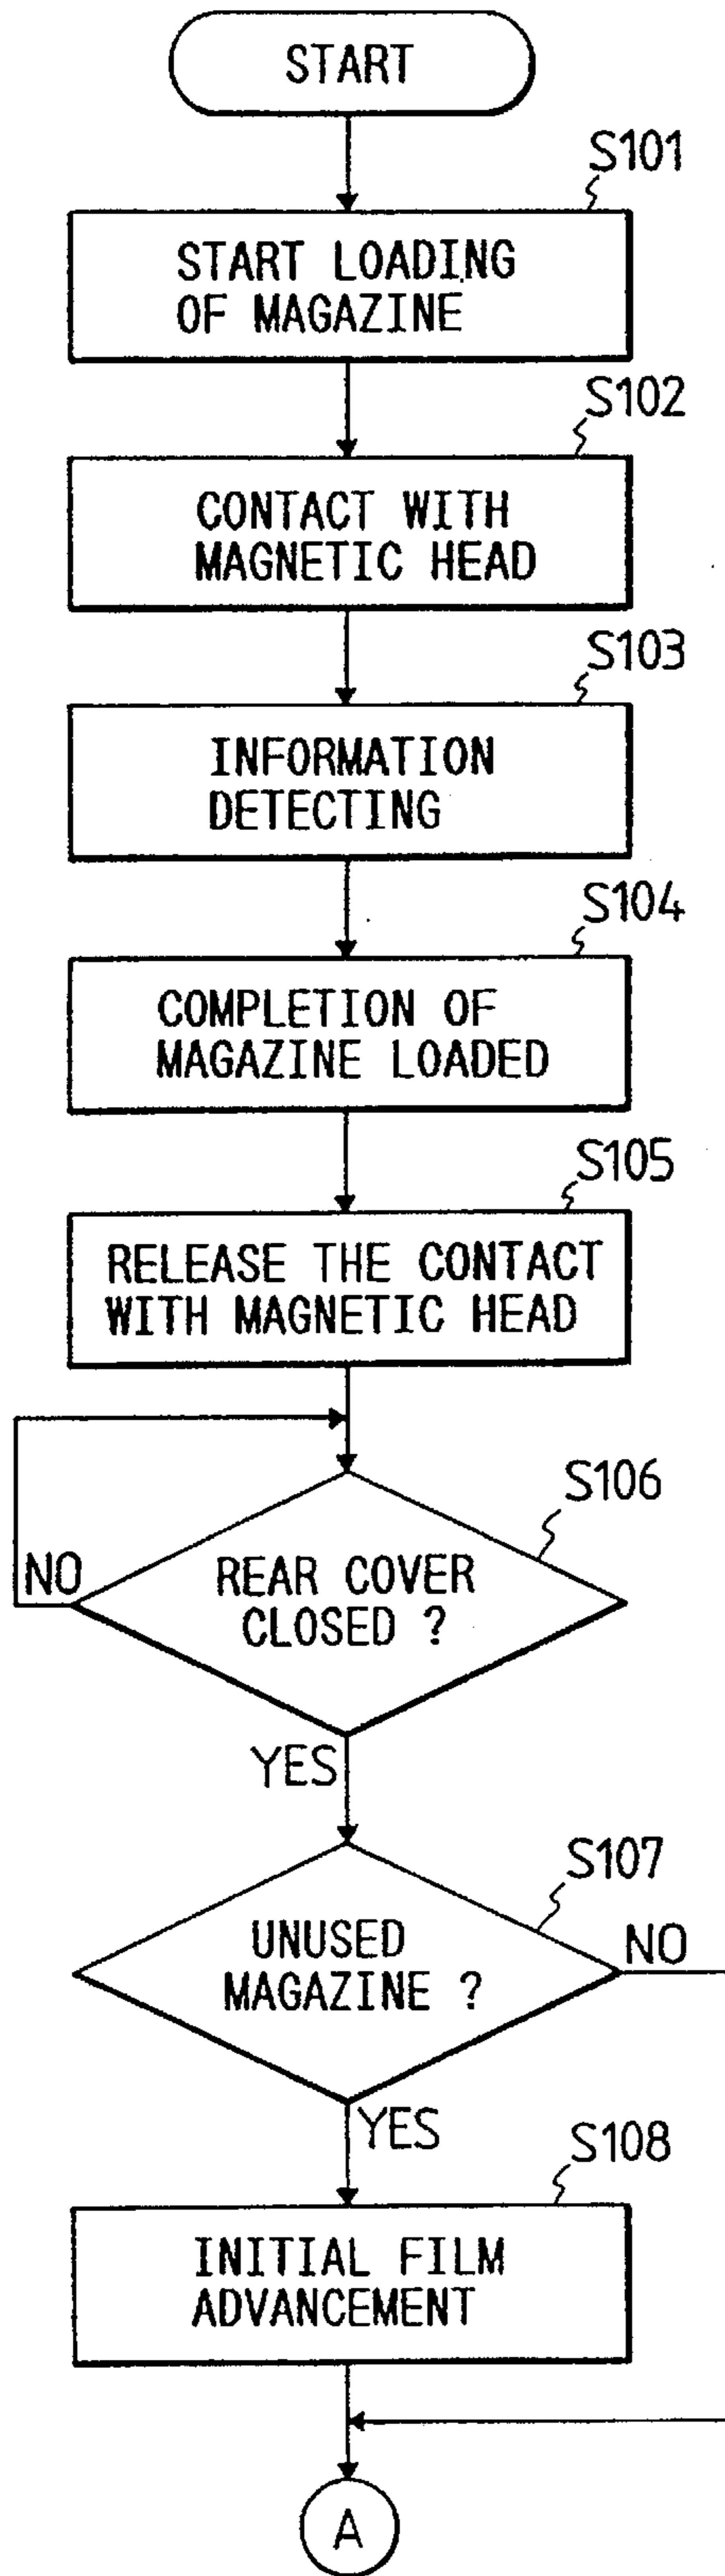 START
S101
START LOADING
OF MAGAZINE
S102
CONTACT WITH
MAGNETIC HEAD
S103
INFORMATION
DETECTING
S104
COMPLETION OF
MAGAZINE LOADED
S105
RELEASE THE CONTACT
WITH MAGNETIC HEAD
S106
NO
REAR COVER
CLOSED ?
YES
S107
UNUSED
MAGAZINE ?
NO
YES
S108
INITIAL FILM
ADVANCEMENT
A